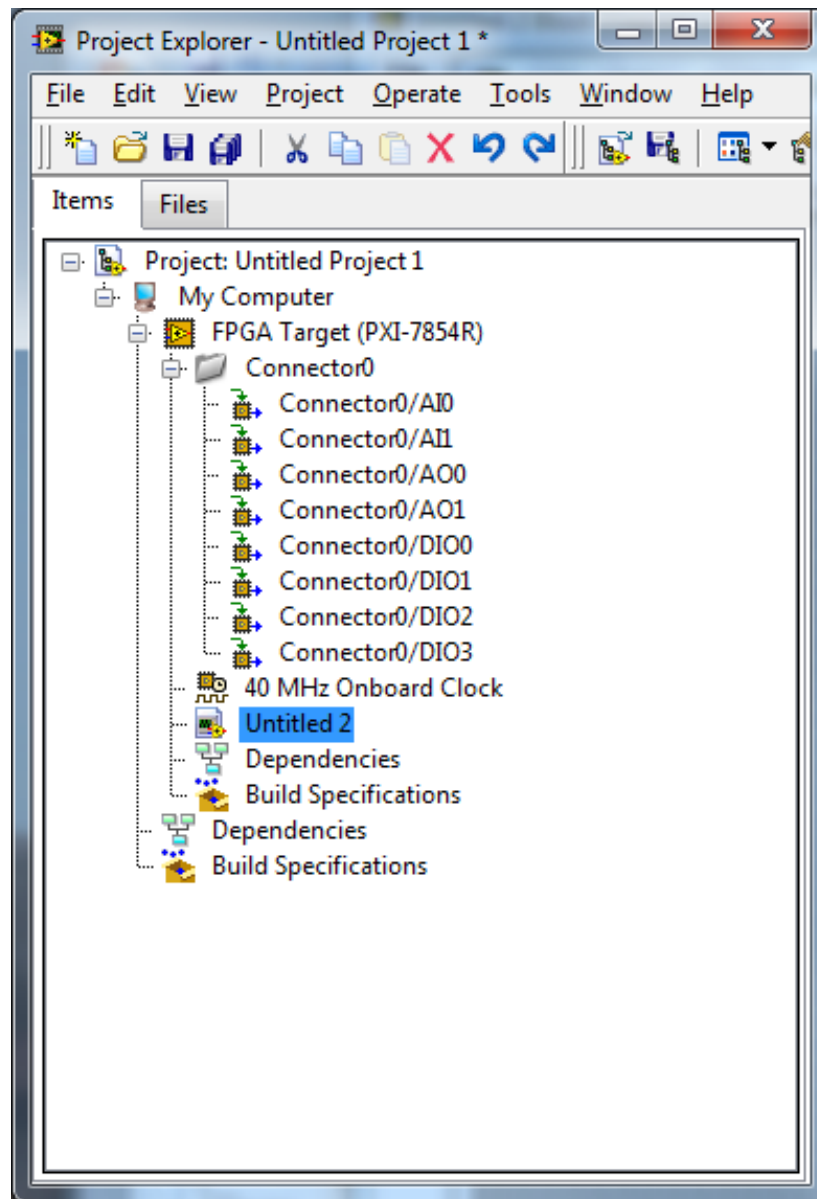 Project Explorer - Untitled Project 1 *
File Edit View Project Operate Tools Window Help
Items Files
Project: Untitled Project 1
My Computer
FPGA Target (PXI-7854R)
Connector0
Connector0/AI0
Connector0/AI1
Connector0/AO0
Connector0/AO1
Connector0/DIO0
Connector0/DIO1
Connector0/DIO2
Connector0/DIO3
40 MHz Onboard Clock
Untitled 2
Dependencies
Build Specifications
Dependencies
Build Specifications